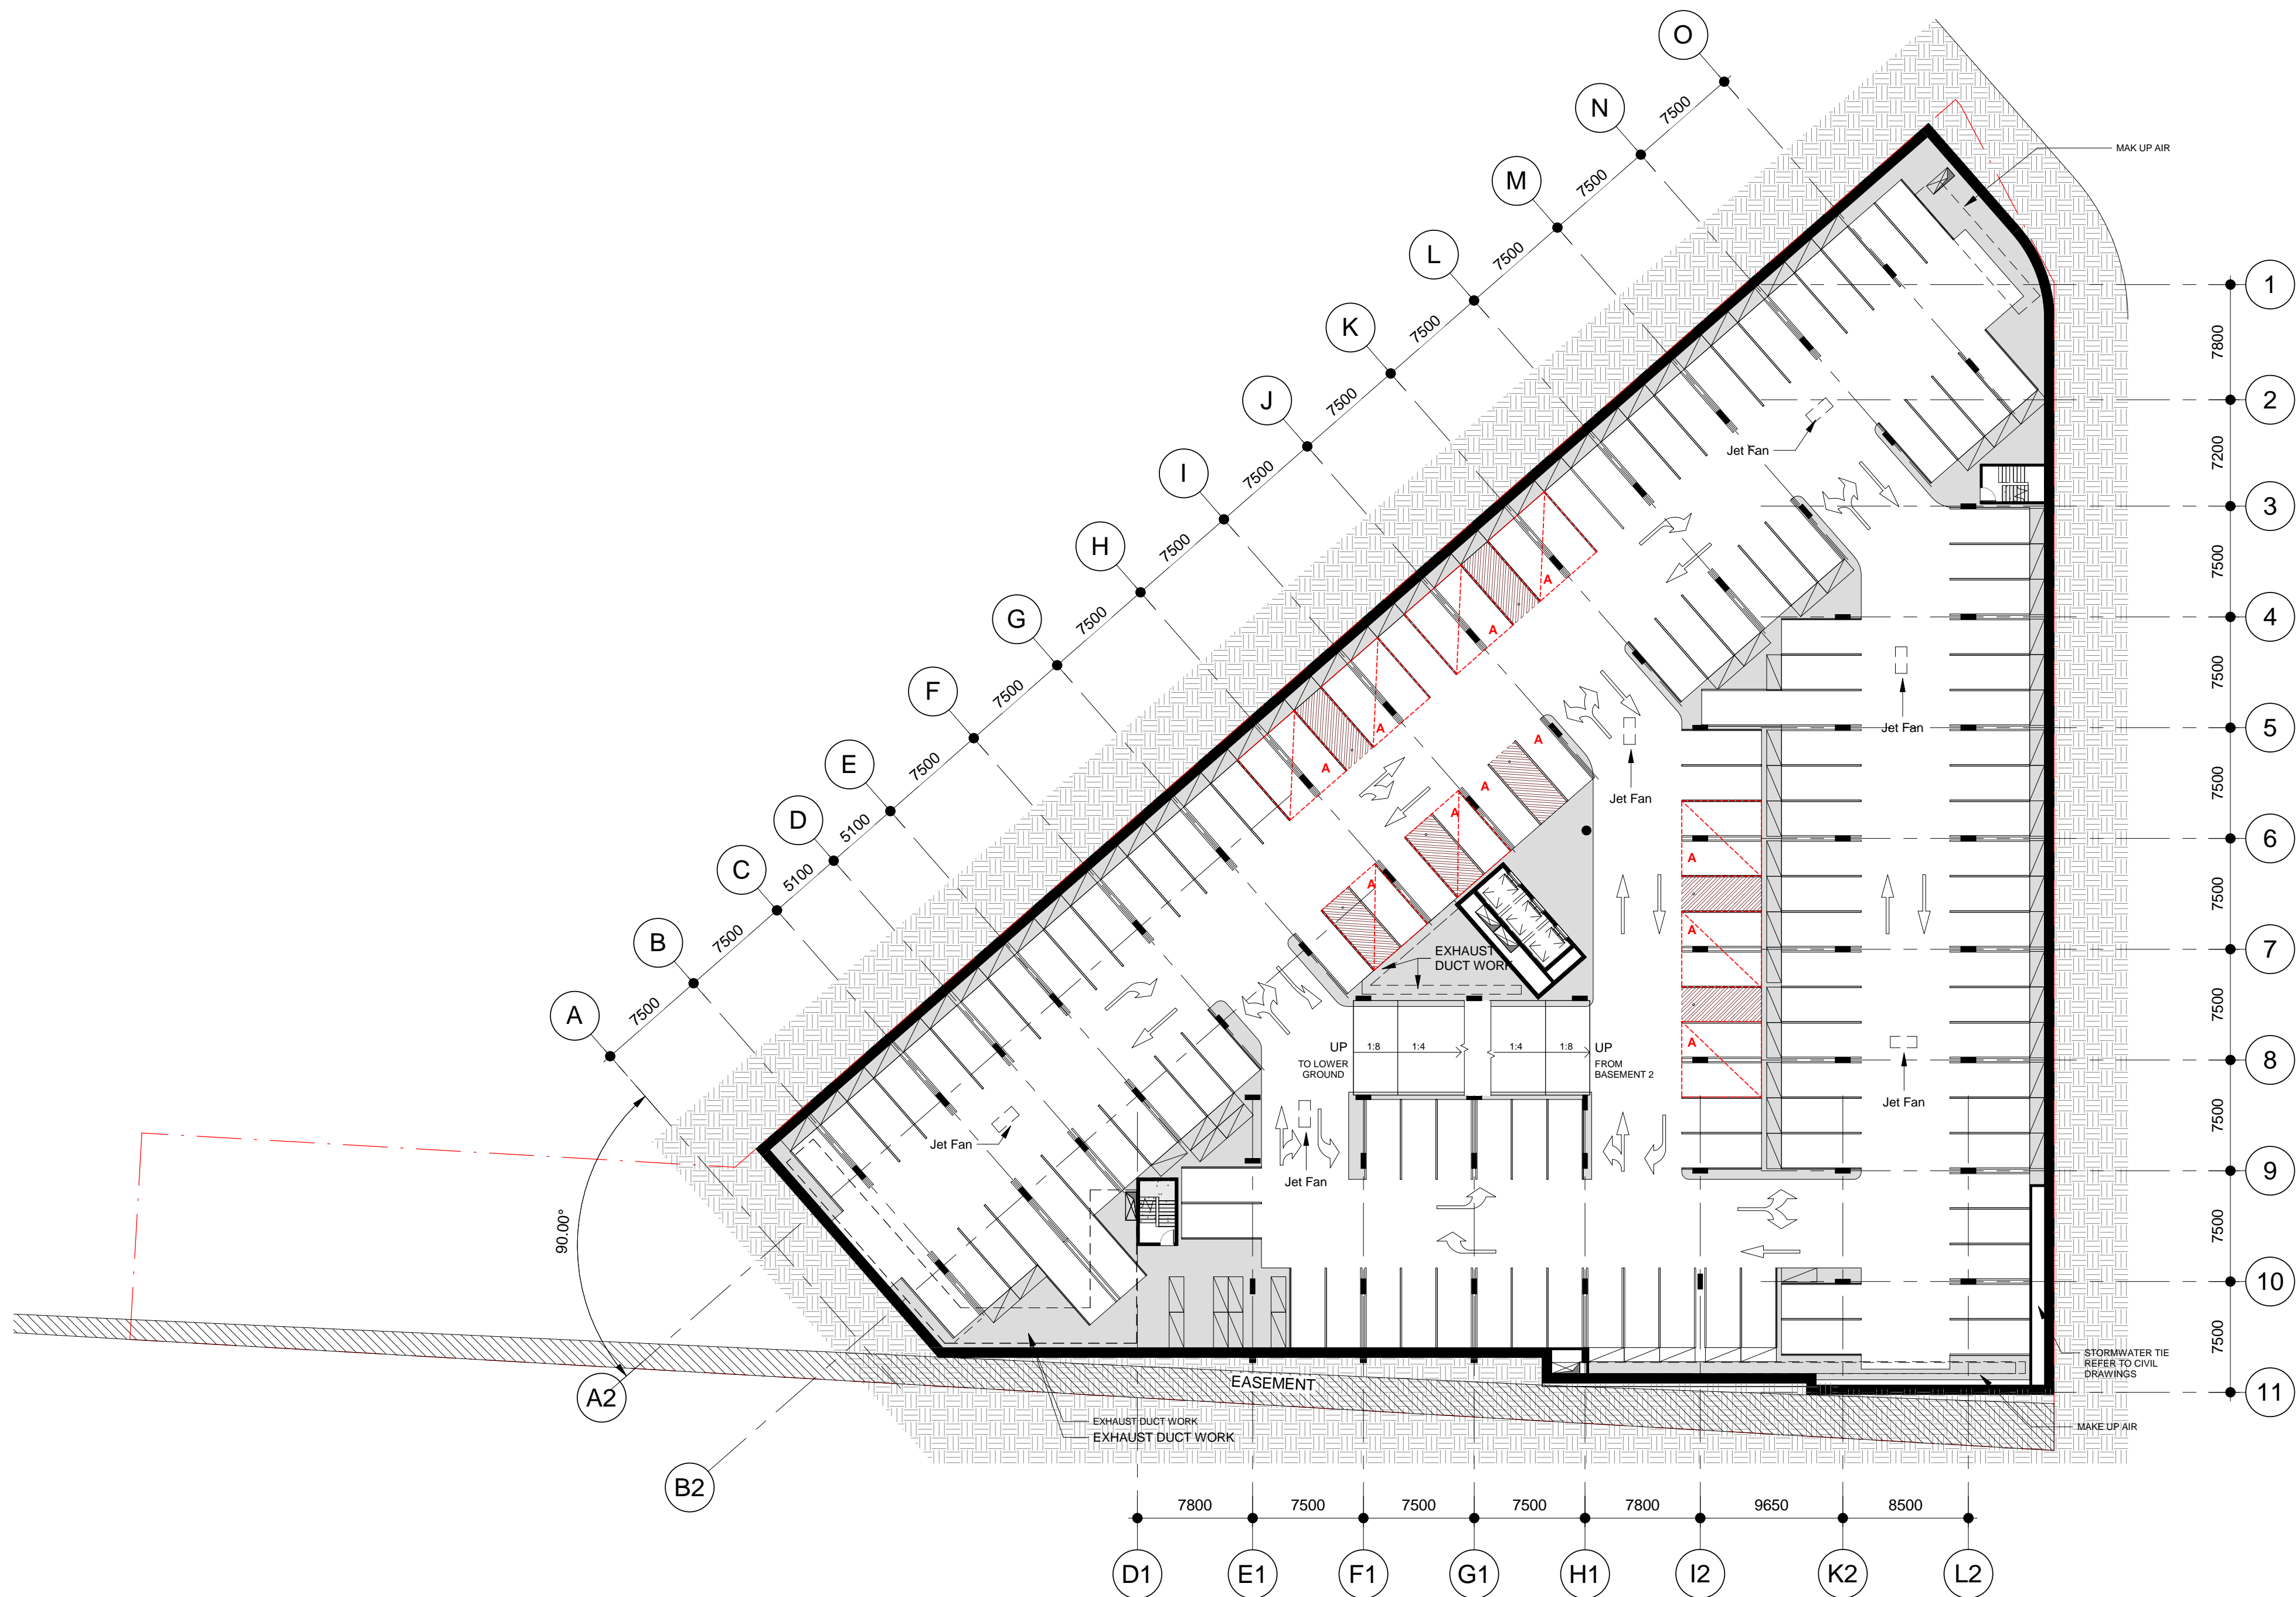 O
N
M
L
K
J
I
H
G
F
E
D
C
B
A
7500
7500
7500
7500
7500
7500
7500
7500
7500
7500
7500
5100
5100
7500
7500
MAK UP AIR
1
7800
2
7200
3
7500
4
7500
5
7500
6
7500
7
7500
8
7500
9
7500
10
7500
11
Jet Fan
Jet Fan
Jet Fan
Jet Fan
Jet Fan
Jet Fan
A
A
A
A
A
A
A
A
A
A
A
EXHAUST
DUCT WORK
UP
TO LOWER
GROUND
1:8
1:4
1:4
1:8
UP
FROM
BASEMENT 2
90.00°
A2
B2
EASEMENT
EXHAUST DUCT WORK
EXHAUST DUCT WORK
STORMWATER TIE
REFER TO CIVIL
DRAWINGS
MAKE UP AIR
7800
7500
7500
7500
7800
9650
8500
D1
E1
F1
G1
H1
I2
K2
L2